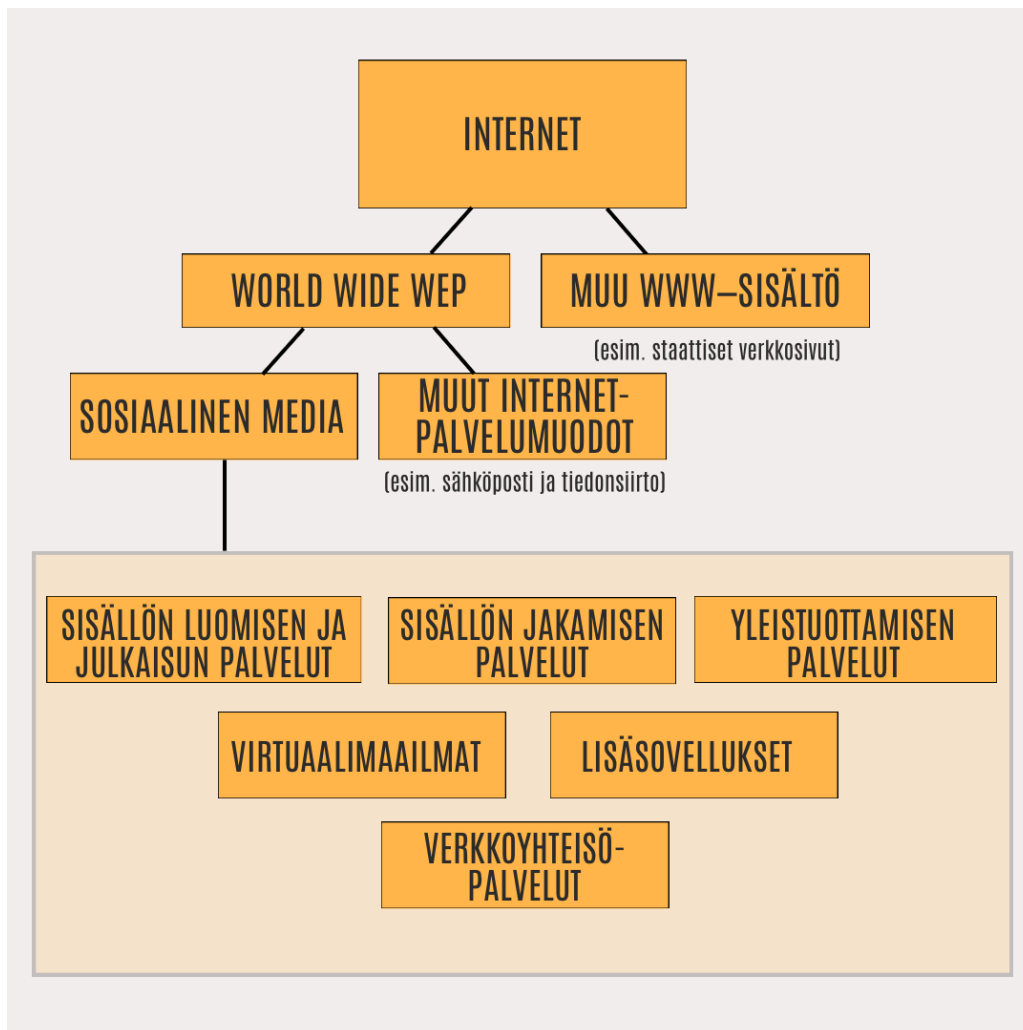 INTERNET
WORLD WIDE WEP
MUU WWW–SISÄLTÖ
(esim. staattiset verkkosivut)
SOSIAALINEN MEDIA
MUUT INTERNET-
PALVELUMUODOT
(esim. sähköposti ja tiedonsiirto)
SISÄLLÖN LUOMISEN JA
JULKAISUN PALVELUT
SISÄLLÖN JAKAMISEN
PALVELUT
YLEISTUOTTAMISEN
PALVELUT
VIRTUAALIMAAILMAT
LISÄSOVELLUKSET
VERKKOYHTEISÖ-
PALVELUT